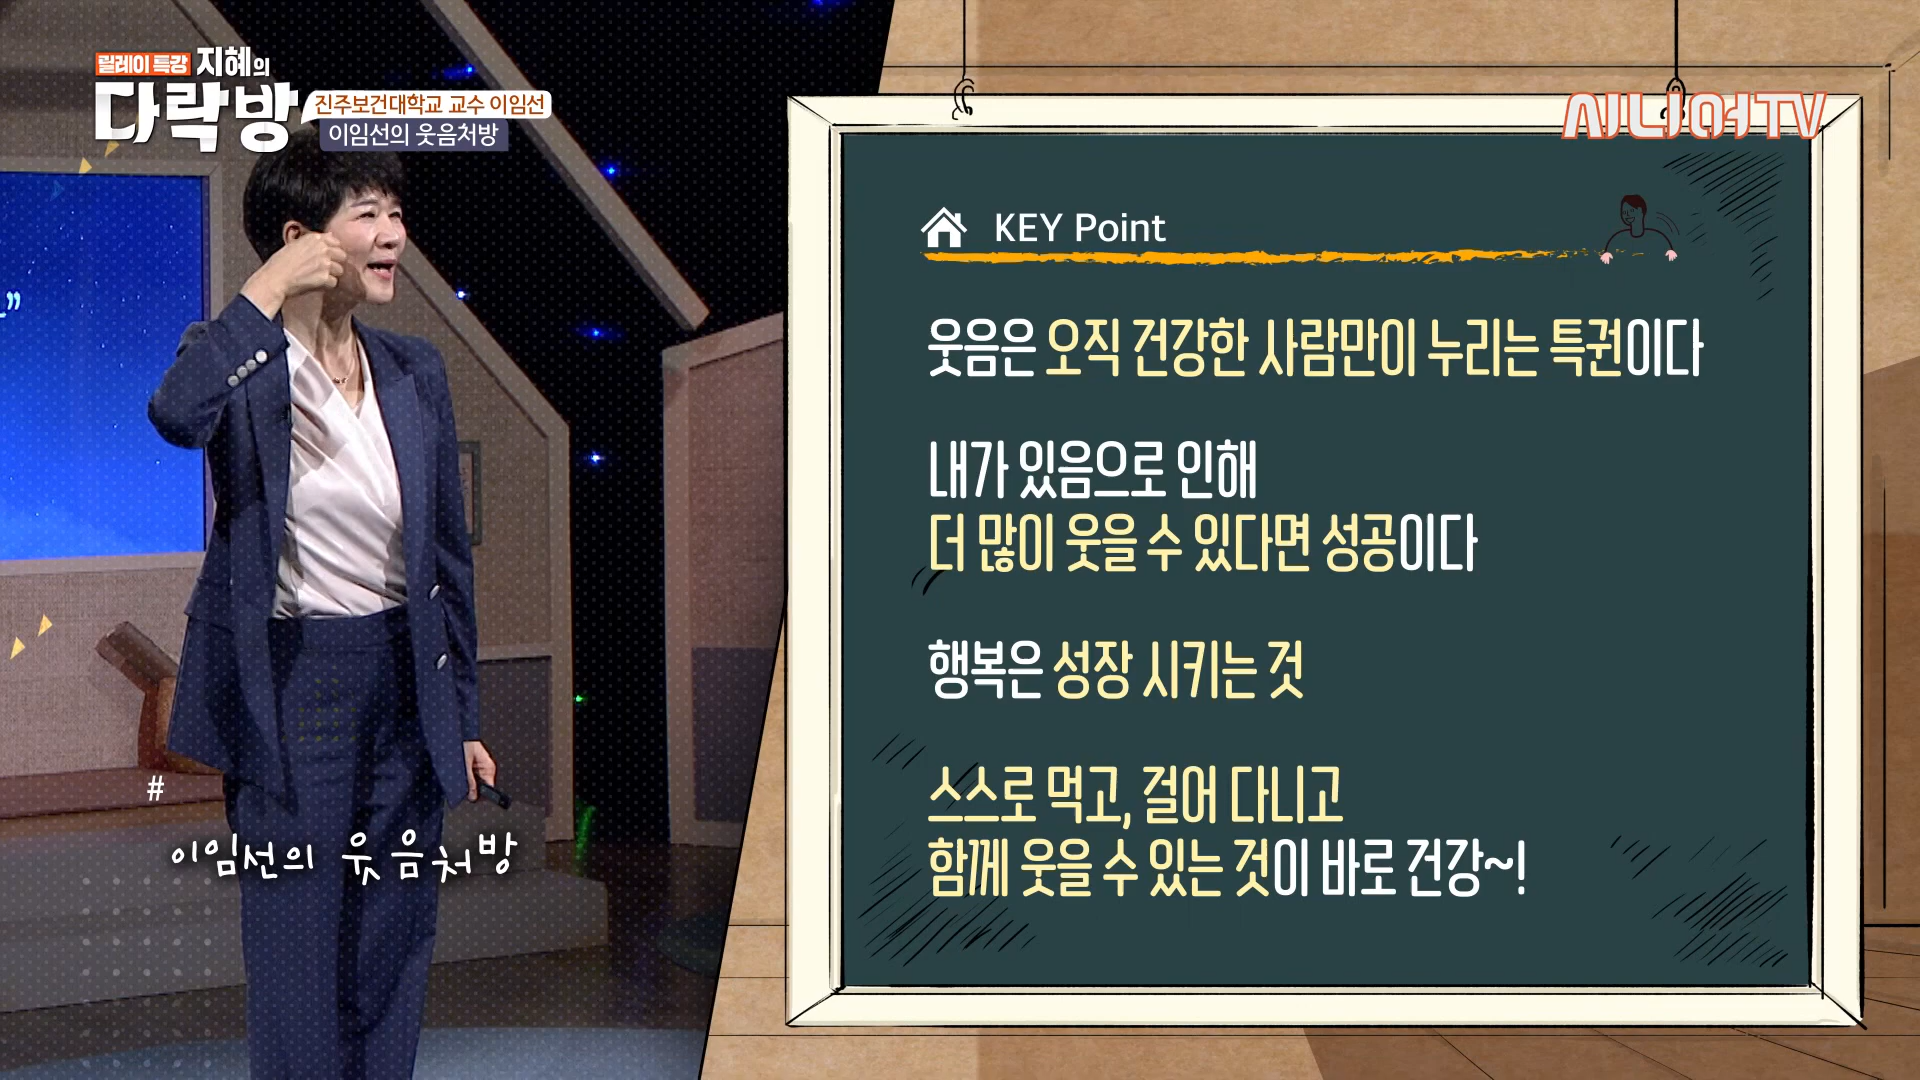 릴레이 특강 지혜의
다락방
진주보건대학교 교수 이임선
이임선의 웃음처방
시니어TV
”
KEY Point
웃음은 오직 건강한 사람만이 누리는 특권이다
내가 있음으로 인해
더 많이 웃을 수 있다면 성공이다
행복은 성장 시키는 것
스스로 먹고, 걸어 다니고
함께 웃을 수 있는 것이 바로 건강~!
#
이임선의 웃음처방